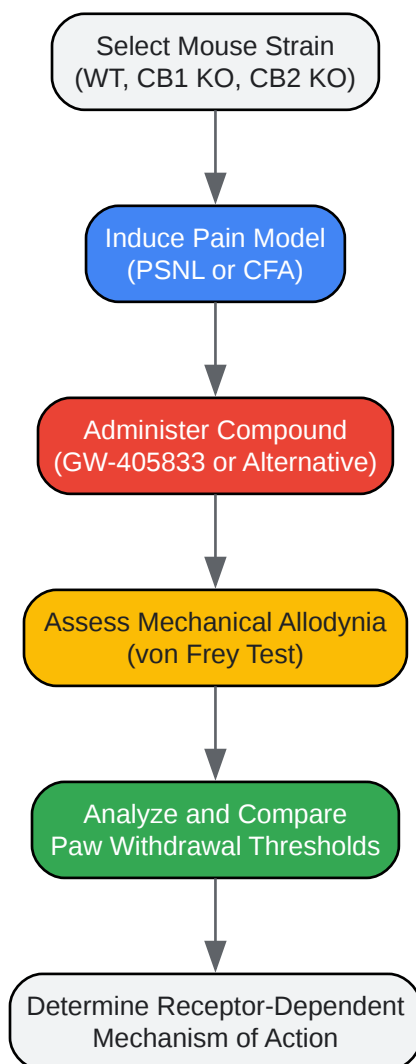 Select Mouse Strain
(WT, CB1 KO, CB2 KO)
Induce Pain Model
(PSNL or CFA)
Administer Compound
(GW-405833 or Alternative)
Assess Mechanical Allodynia
(von Frey Test)
Analyze and Compare
Paw Withdrawal Thresholds
Determine Receptor-Dependent
Mechanism of Action